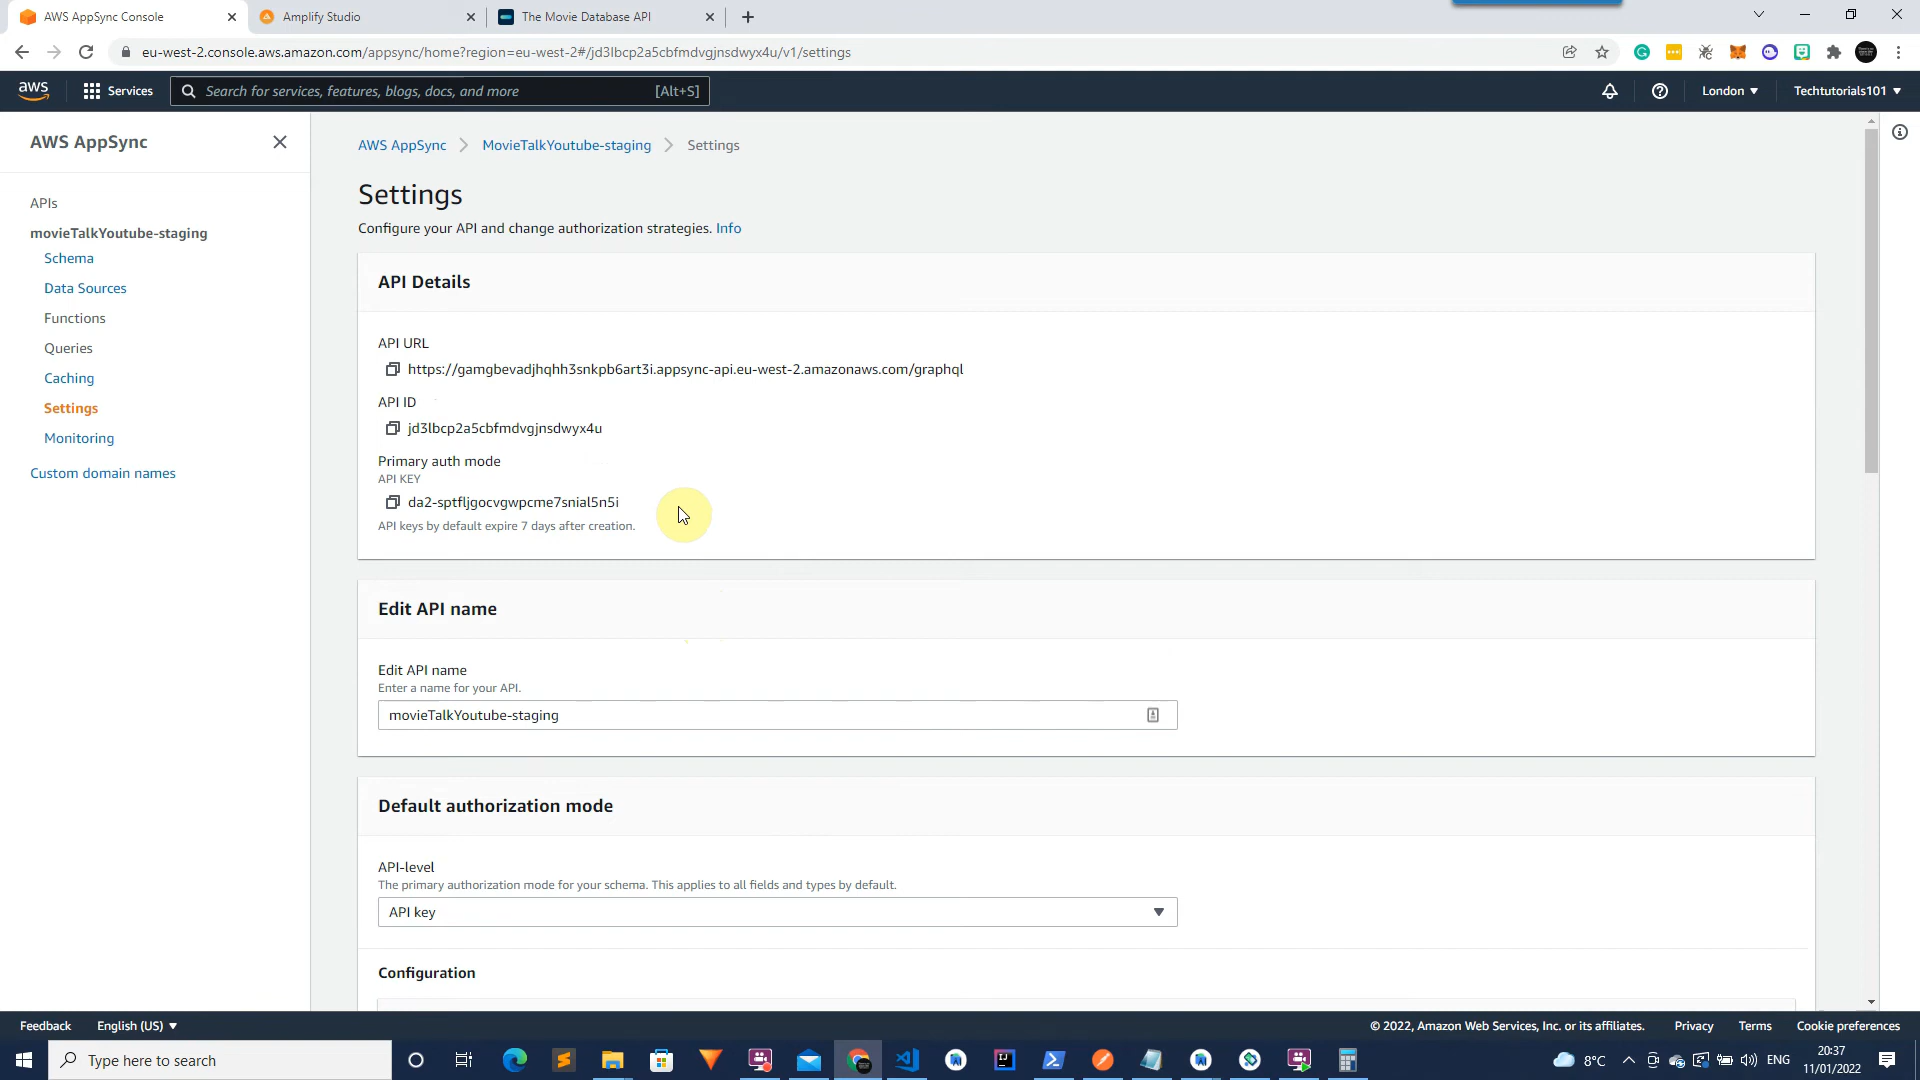 AWS AppSync Console
Amplify Studio
The Movie Database API
eu-west-2.console.aws.amazon.com/appsync/home?region=eu-west-2#/jd3lbcp2a5cbfmdvgjnsdwyx4u/v1/settings
aws
Services
Search for services, features, blogs, docs, and more
[Alt+S]
London
Techtutorials101
AWS AppSync
APIs
movieTalkYoutube-staging
Schema
Data Sources
Functions
Queries
Caching
Settings
Monitoring
Custom domain names
AWS AppSync
MovieTalkYoutube-staging
Settings
Settings
Configure your API and change authorization strategies. Info
API Details
API URL
https://gamgbevadjhqhh3snkpb6art3i.appsync-api.eu-west-2.amazonaws.com/graphql
API ID
jd3lbcp2a5cbfmdvgjnsdwyx4u
Primary auth mode
API KEY
da2-sptfljgocvgwpcme7snial5n5i
API keys by default expire 7 days after creation.
Edit API name
Edit API name
Enter a name for your API.
movieTalkYoutube-staging
Default authorization mode
API-level
The primary authorization mode for your schema. This applies to all fields and types by default.
API key
Configuration
Feedback
English (US)
© 2022, Amazon Web Services, Inc. or its affiliates.
Privacy
Terms
Cookie preferences
Type here to search
8°C
ENG
20:37
11/01/2022